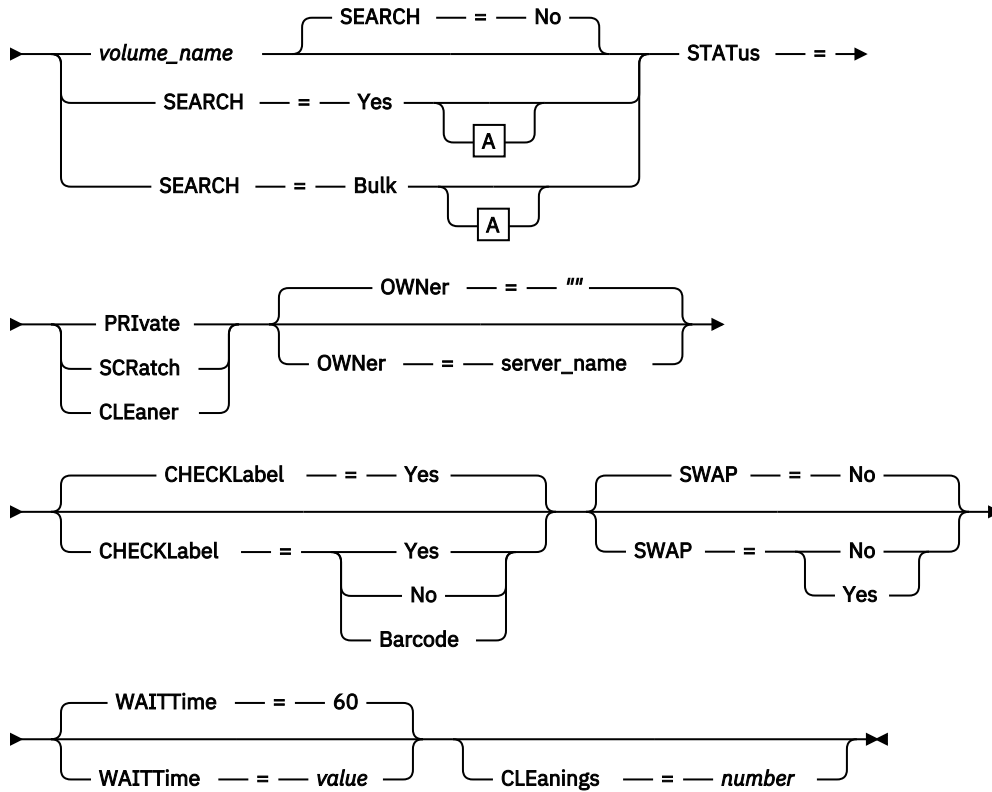 SEARCH = No
volume_name STATus =
SEARCH = Yes
A
SEARCH = Bulk
A
OWNer = ""
PRIvate
SCRatch OWNer = server_name
CLEaner
CHECKLabel = Yes SWAP = No
CHECKLabel = Yes SWAP = No
No Yes
Barcode
WAITTime = 60
WAITTime = value CLEanings = number